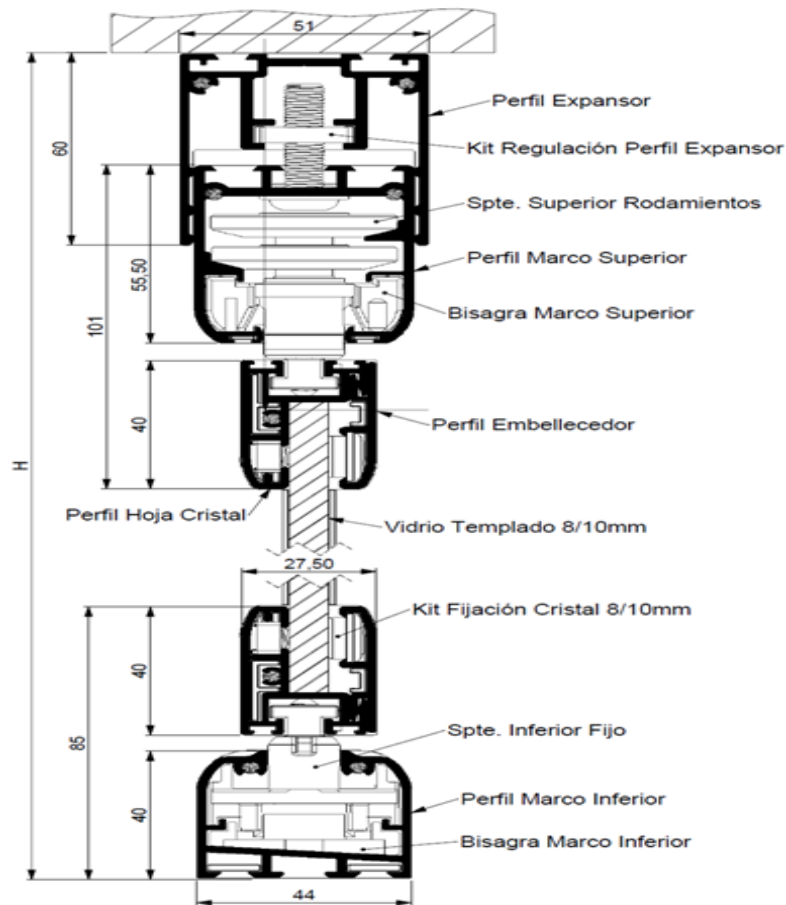 51
Perfil Expansor
Kit Regulación Perfil Expansor
60
Spte. Superior Rodamientos
Perfil Marco Superior
55,50
Bisagra Marco Superior
101
40
Perfil Embellecedor
H
Perfil Hoja Cristal
Vidrio Templado 8/10mm
27,50
Kit Fijación Cristal 8/10mm
40
Spte. Inferior Fijo
85
Perfil Marco Inferior
40
Bisagra Marco Inferior
44